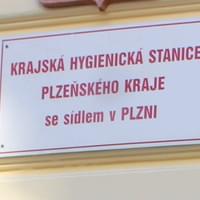 KRAJSKÁ HYGIENICKÁ STANICE
PLZEŇSKÉHO KRAJE
se sídlem v PLZNI